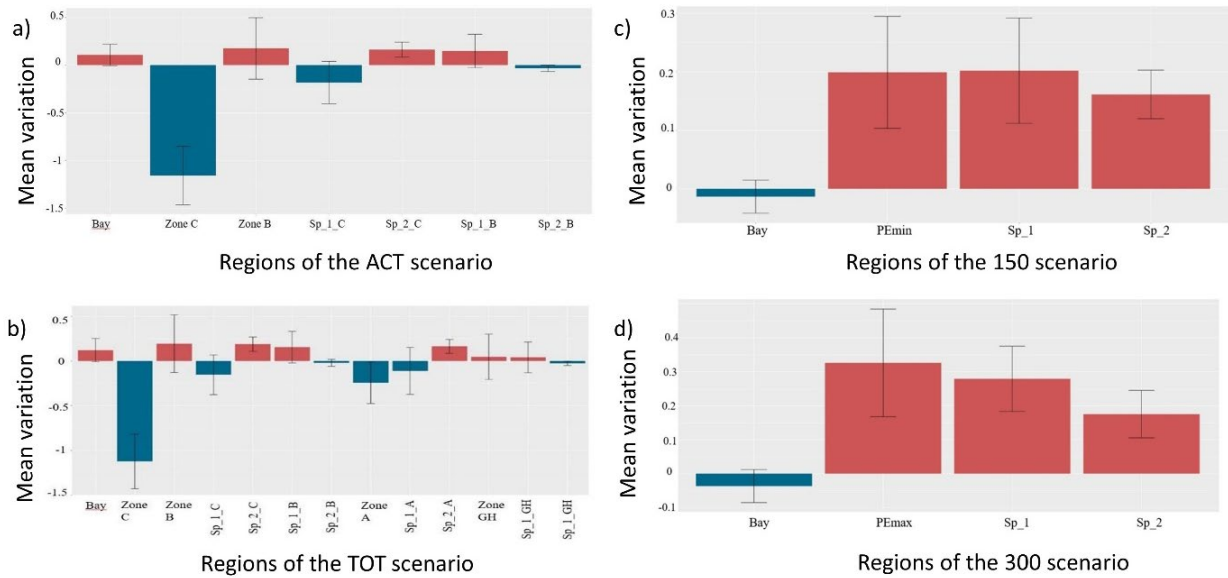 a)
Mean variation
0.5
0
-0.5
-1
-1.5
Bay Zone C Zone B Sp_1_C Sp_2_C Sp_1_B Sp_2_B
Regions of the ACT scenario
b)
Mean variation
0.5
0
-0.5
-1
-1.5
Bay Zone C Zone B Sp_1_C Sp_2_C Sp_1_B Sp_2_B Zone A Sp_1_A Sp_2_A Zone GH Sp_1_GH Sp_1_GH
Regions of the TOT scenario
c)
Mean variation
0.3
0.2
0.1
0
Bay PEmin Sp_1 Sp_2
Regions of the 150 scenario
d)
Mean variation
0.4
0.3
0.2
0.1
0
-0.1
Bay PEmax Sp_1 Sp_2
Regions of the 300 scenario